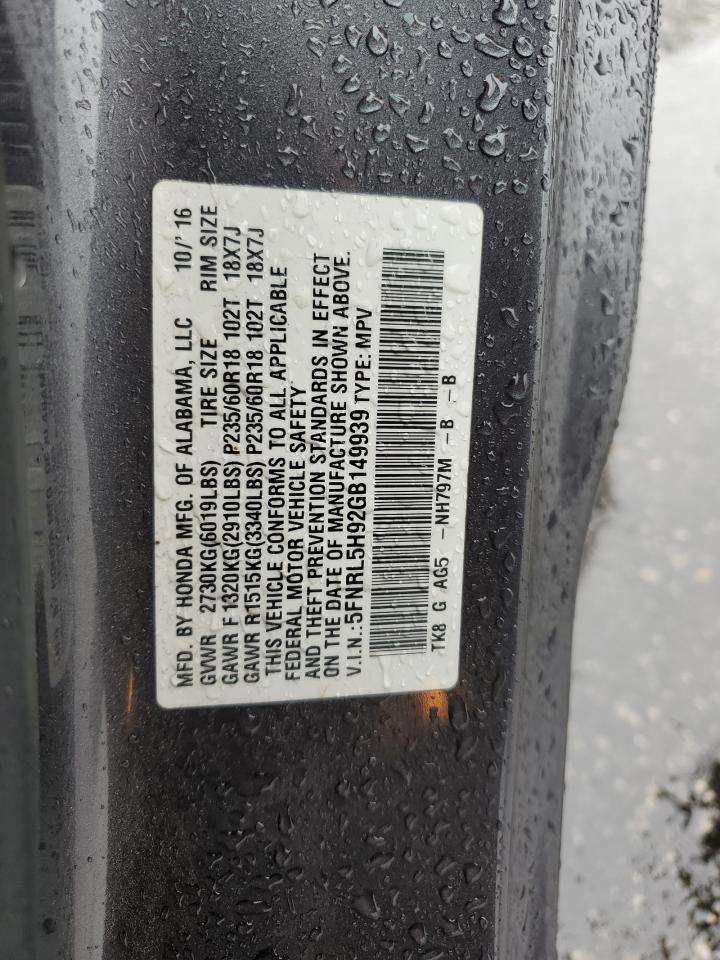 MFD. BY HONDA MFG. OF ALABAMA, LLC 10/'16
GVWR 2730KG(6019LBS) TIRE SIZE RIM SIZE
GAWR F 1320KG(2910LBS) P235/60R18 102T 18X7J
GAWR R1515KG(3340LBS) P235/60R18 102T 18X7J
THIS VEHICLE CONFORMS TO ALL APPLICABLE
FEDERAL MOTOR VEHICLE SAFETY
AND THEFT PREVENTION STANDARDS IN EFFECT
ON THE DATE OF MANUFACTURE SHOWN ABOVE.
V.I.N.:5FNRL5H92GB149939 TYPE: MPV
TK8 G AG5 -NH797M -B -B